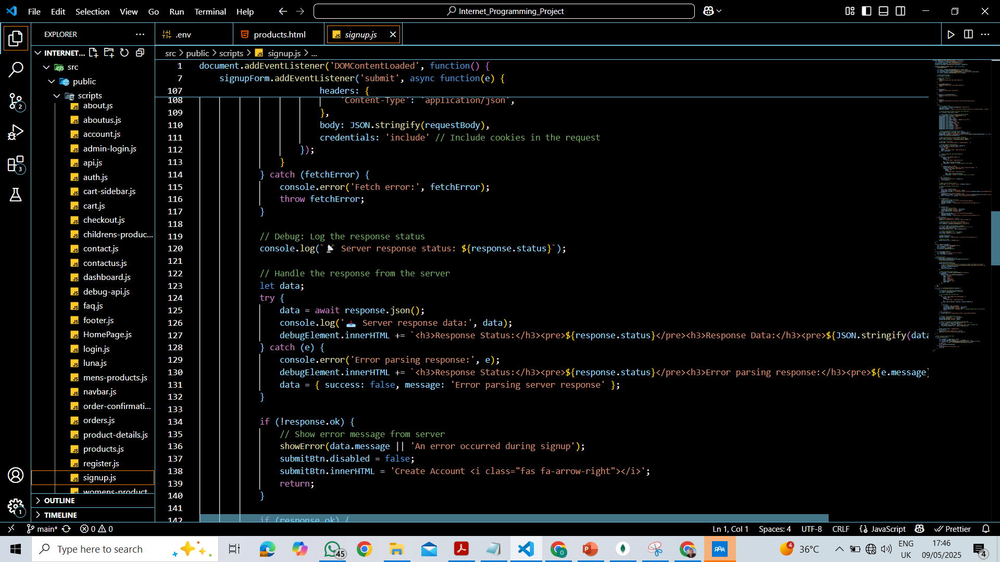 File Edit Selection View Go Run Terminal Help
Internet_Programming_Project
EXPLORER
.env
products.html
signup.js
INTERNET...
src > public > scripts > signup.js > ...
src
public
scripts
about.js
aboutus.js
account.js
admin-login.js
api.js
auth.js
cart-sidebar.js
cart.js
checkout.js
childrens-produc...
contact.js
contactus.js
dashboard.js
debug-api.js
faq.js
footer.js
HomePage.js
login.js
luna.js
mens-products.js
navbar.js
order-confirmati...
orders.js
product-details.js
products.js
register.js
signup.js
womens-product
OUTLINE
TIMELINE
2
3
1
1 document.addEventListener('DOMContentLoaded', function() {
7 signupForm.addEventListener('submit', async function(e) {
107 headers: {
108 'Content-Type': 'application/json',
109 },
110 body: JSON.stringify(requestBody),
111 credentials: 'include' // Include cookies in the request
112 });
113 }
114 } catch (fetchError) {
115 console.error('Fetch error:', fetchError);
116 throw fetchError;
117 }
118
119 // Debug: Log the response status
120 console.log(`📡 Server response status: ${response.status}`);
121
122 // Handle the response from the server
123 let data;
124 try {
125 data = await response.json();
126 console.log('📥 Server response data:', data);
127 debugElement.innerHTML += `<h3>Response Status:</h3><pre>${response.status}</pre><h3>Response Data:</h3><pre>${JSON.stringify(data
128 } catch (e) {
129 console.error('Error parsing response:', e);
130 debugElement.innerHTML += `<h3>Response Status:</h3><pre>${response.status}</pre><h3>Error parsing response:</h3><pre>${e.message}
131 data = { success: false, message: 'Error parsing server response' };
132 }
133
134 if (!response.ok) {
135 // Show error message from server
136 showError(data.message || 'An error occurred during signup');
137 submitBtn.disabled = false;
138 submitBtn.innerHTML = 'Create Account <i class="fas fa-arrow-right"></i>';
139 return;
140 }
141
142 if (response.ok) {
main* 0 0
Ln 1, Col 1 Spaces: 4 UTF-8 CRLF {} JavaScript Prettier
Type here to search
45
4
36°C
ENG
UK
17:46
09/05/2025
4